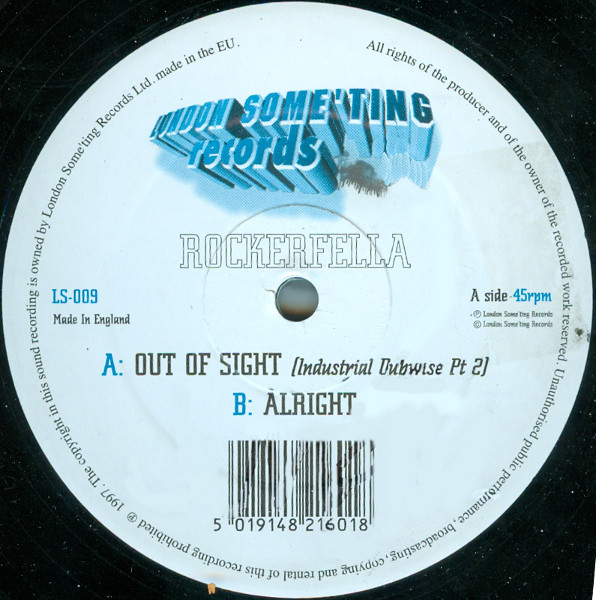 LONDON SOME'TING
records
ROCKERFELLA
LS-009
Made In England
A side 45rpm
℗ London Some'ting Records
© London Some'ting Records
A: OUT OF SIGHT [Industrial Dubwise Pt 2]
B: ALRIGHT
5 019148 216018
All rights of the producer and of the owner of the recorded work reserved. Unauthorised public performance, broadcasting, copying and rental of this recording prohibited ℗ 1997. The copyright in this sound recording is owned by London Some'ting Records Ltd. made in the EU.